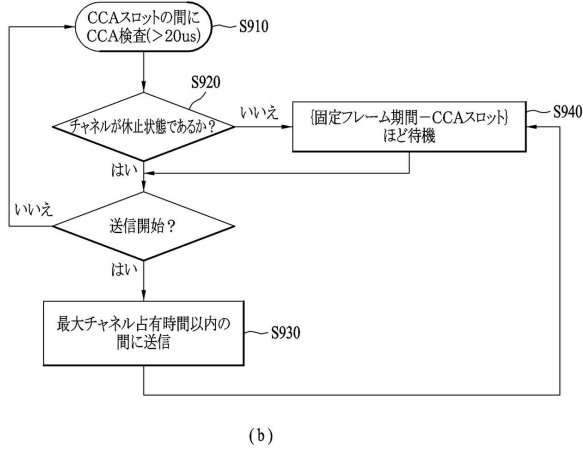 CCAスロットの間に
CCA検査(>20us)
S910
S920
チャネルが休止状態であるか?
いいえ
{固定フレーム期間-CCAスロット}
ほど待機
S940
はい
いいえ
送信開始?
はい
最大チャネル占有時間以内の
間に送信
S930
(b)